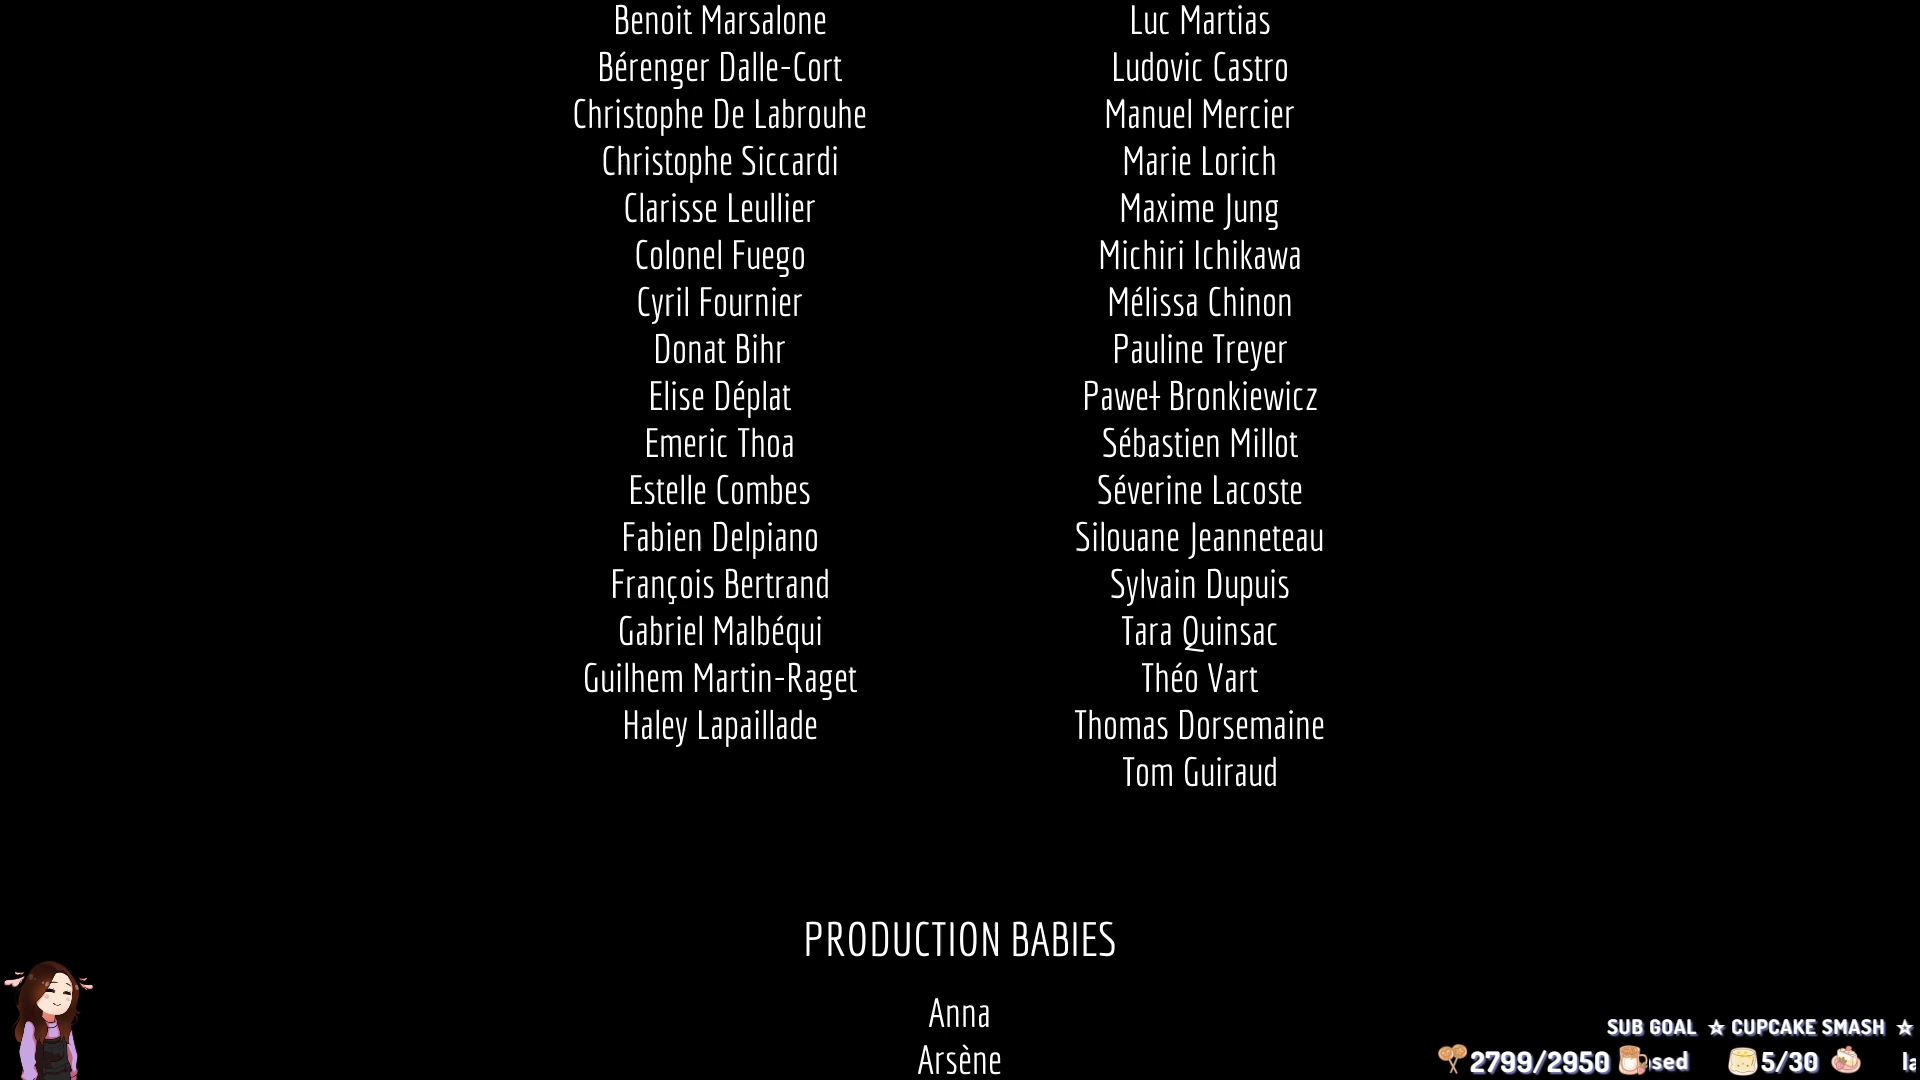 Benoit Marsalone
Bérenger Dalle-Cort
Christophe De Labrouhe
Christophe Siccardi
Clarisse Leullier
Colonel Fuego
Cyril Fournier
Donat Bihr
Elise Déplat
Emeric Thoa
Estelle Combes
Fabien Delpiano
François Bertrand
Gabriel Malbéqui
Guilhem Martin-Raget
Haley Lapaillade
Luc Martias
Ludovic Castro
Manuel Mercier
Marie Lorich
Maxime Jung
Michiri Ichikawa
Mélissa Chinon
Pauline Treyer
Paweł Bronkiewicz
Sébastien Millot
Séverine Lacoste
Silouane Jeanneteau
Sylvain Dupuis
Tara Quinsac
Théo Vart
Thomas Dorsemaine
Tom Guiraud
PRODUCTION BABIES
Anna
Arsène
SUB GOAL ☆ CUPCAKE SMASH ☆
2799/2950 5/30